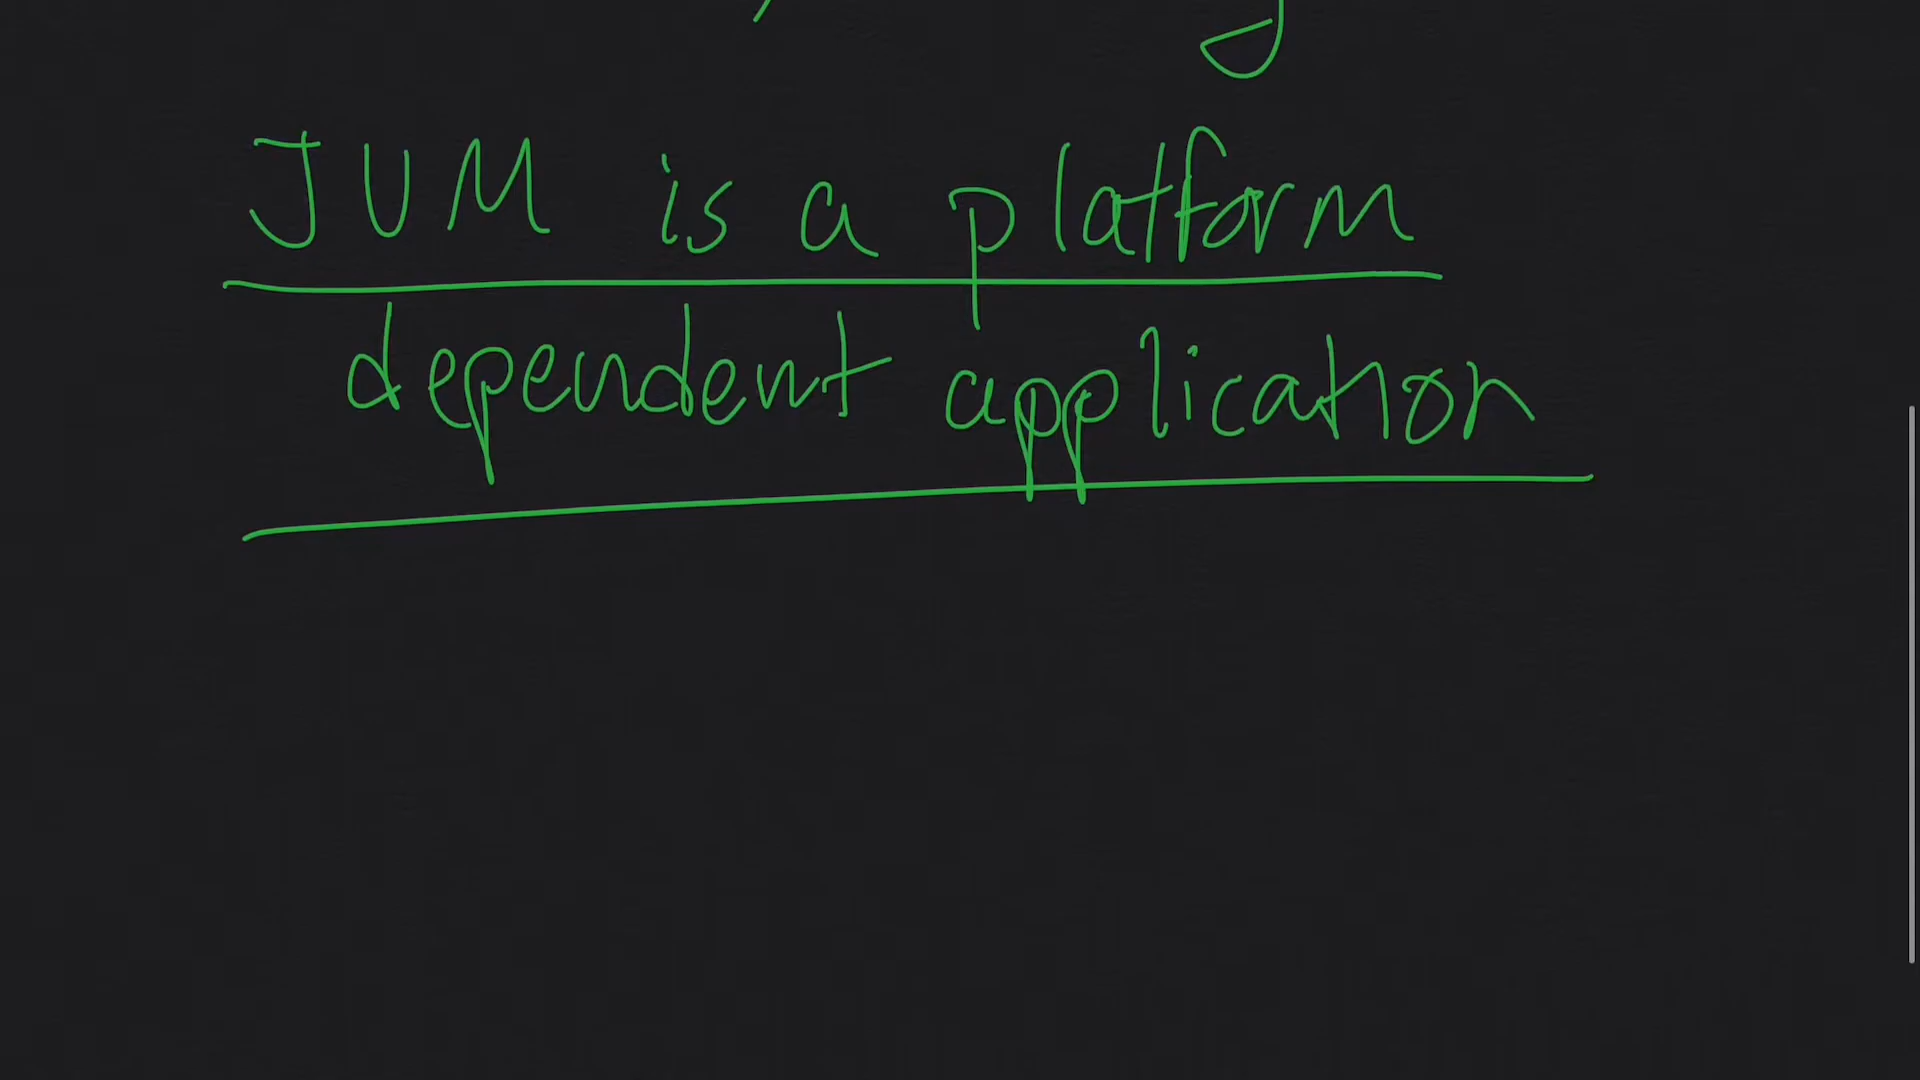 JVM is a platform
dependent application